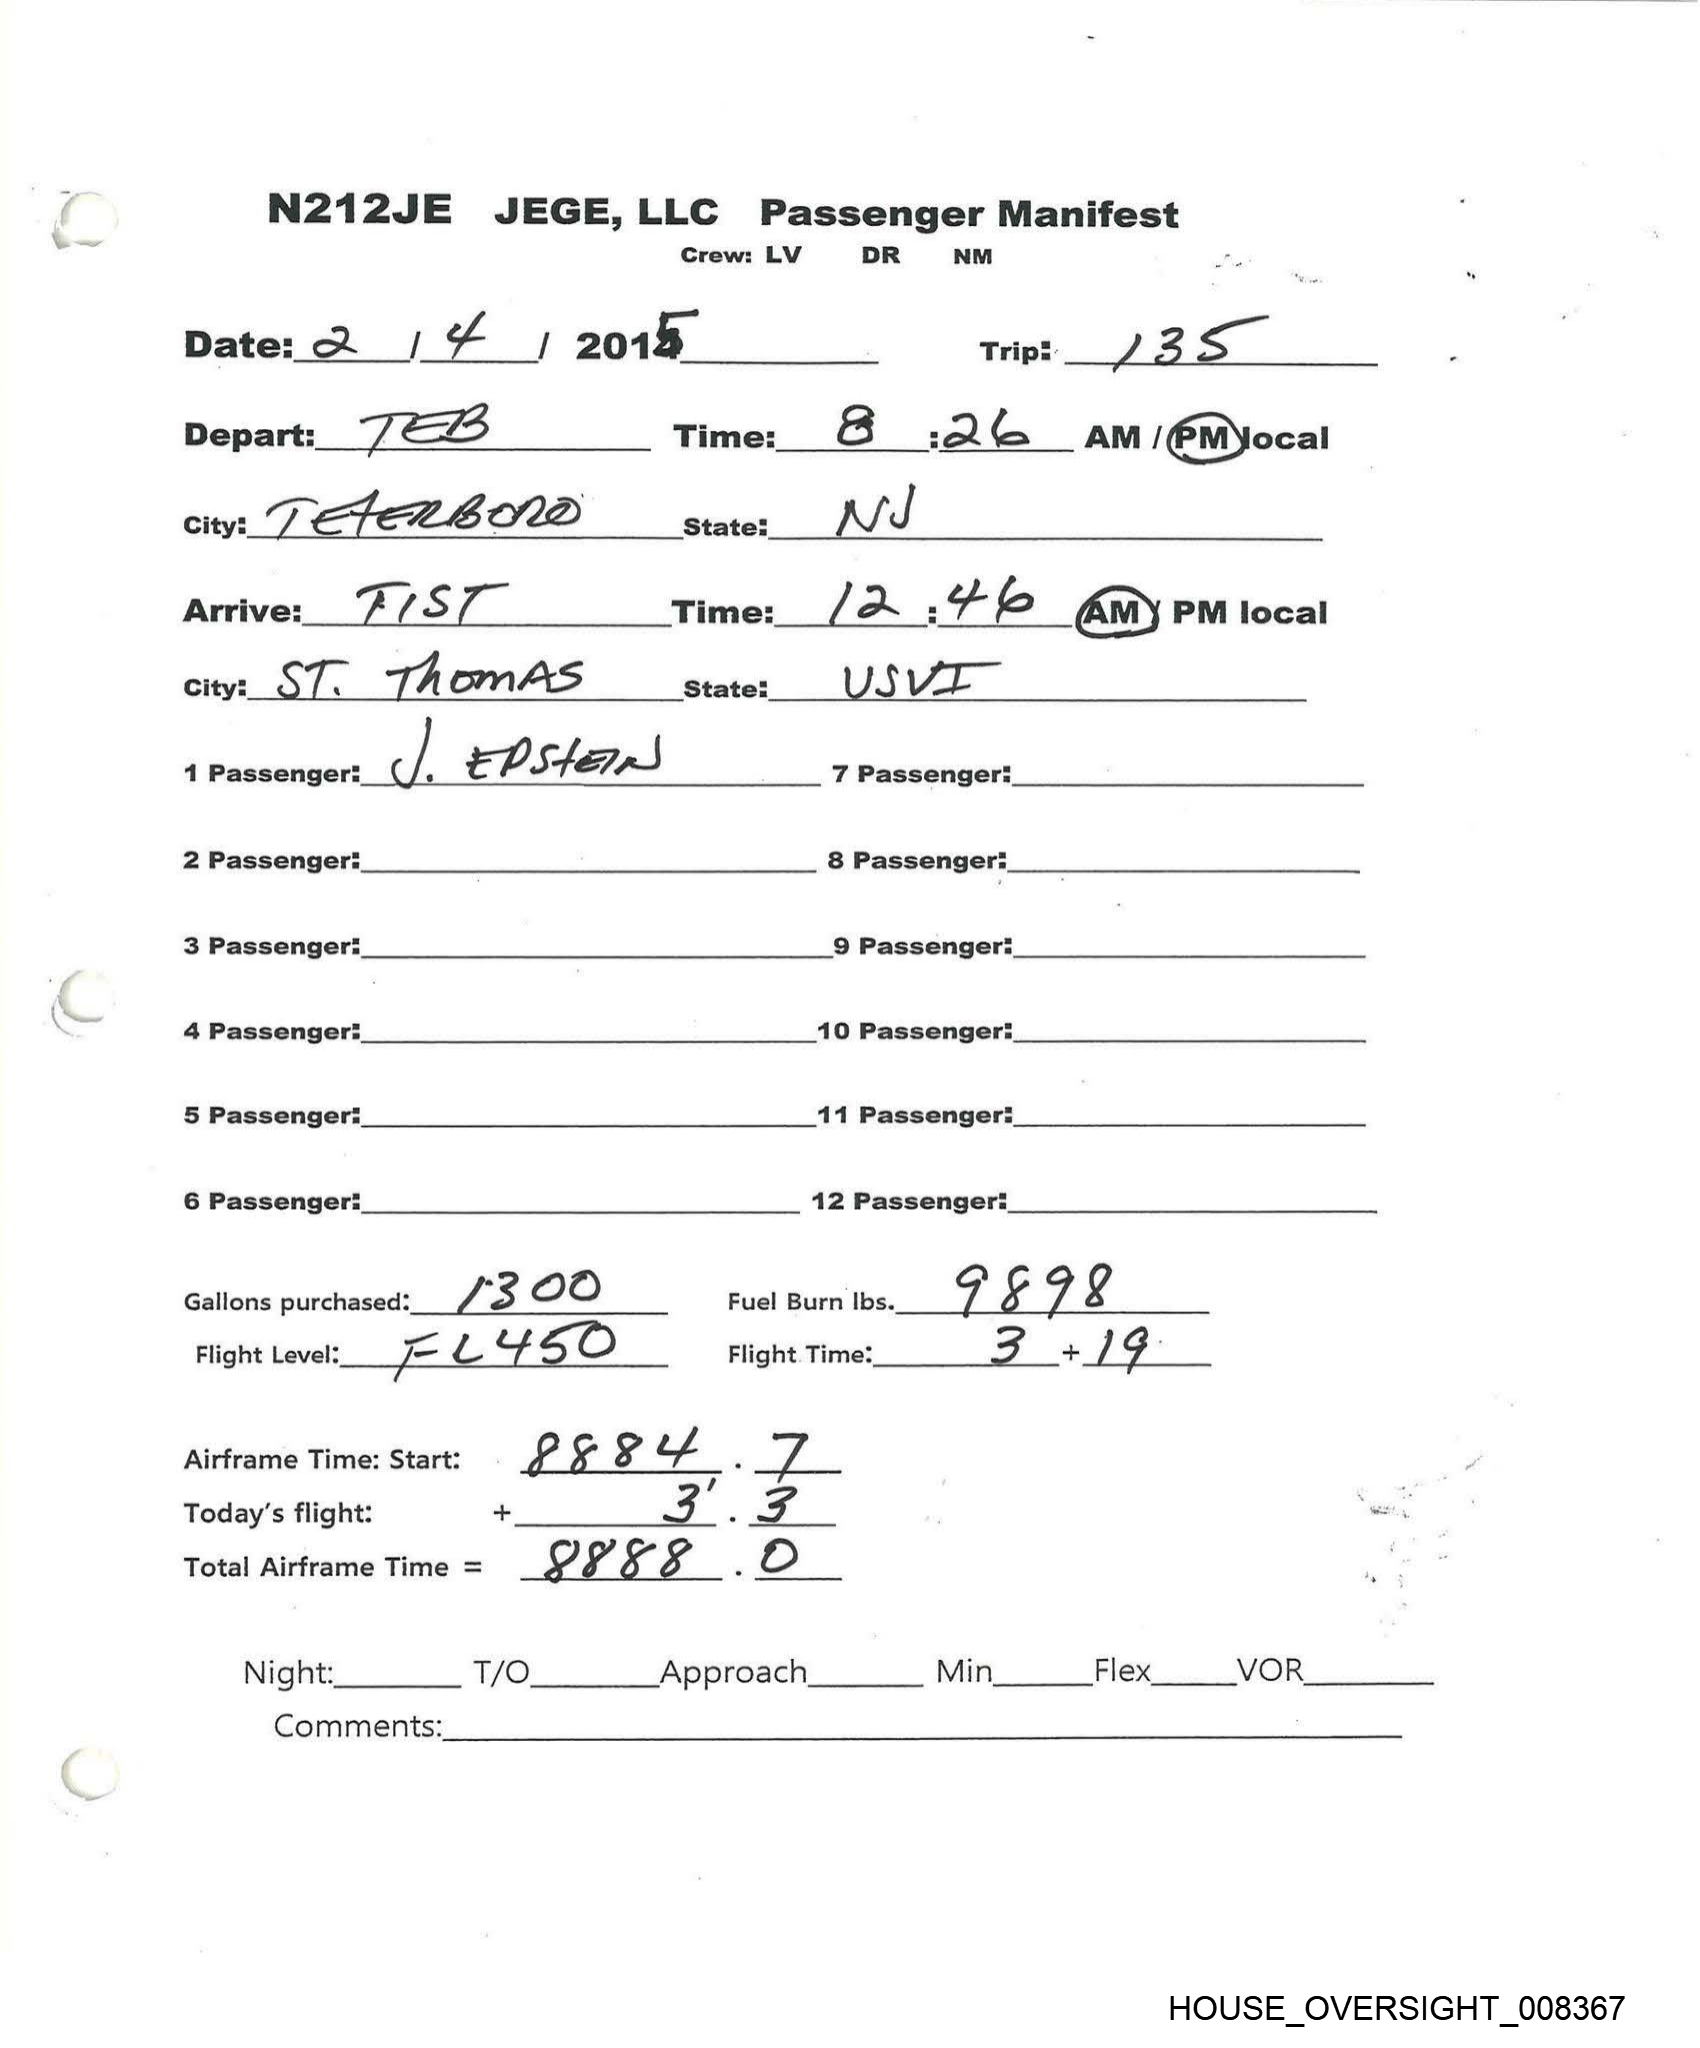 N212JE JEGE, LLC Passenger Manifest
Crew: LV DR NM
Date: 2 / 4 / 2015 Trip: 135
Depart: TEB Time: 8 : 26 AM / PM local
City: TETERBORO State: NJ
Arrive: TIST Time: 12 : 46 AM / PM local
City: ST. ThomAS State: USVI
1 Passenger: J. EPSTEIN 7 Passenger:
2 Passenger: 8 Passenger:
3 Passenger: 9 Passenger:
4 Passenger: 10 Passenger:
5 Passenger: 11 Passenger:
6 Passenger: 12 Passenger:
Gallons purchased: 1300 Fuel Burn lbs. 9898
Flight Level: FL450 Flight Time: 3 + 19
Airframe Time: Start: 8884 . 7
Today's flight: + 3 . 3
Total Airframe Time = 8888 . 0
Night: T/O Approach Min Flex VOR
Comments:
HOUSE_OVERSIGHT_008367